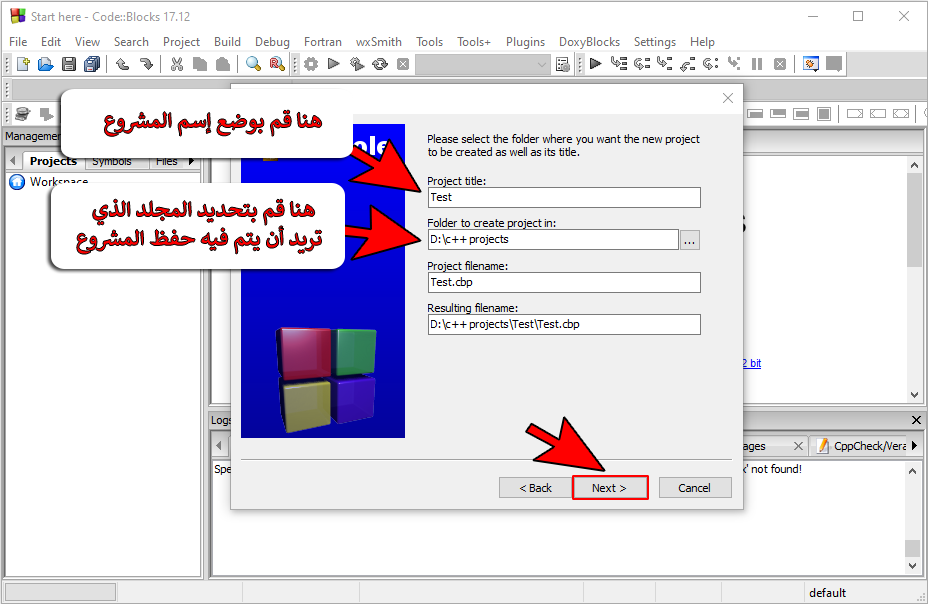 Start here - Code::Blocks 17.12
File Edit View Search Project Build Debug Fortran wxSmith Tools Tools+ Plugins DoxyBlocks Settings Help
هنا قم بوضع إسم المشروع
Management
Projects Symbols Files
Workspace
هنا قم بتحديد المجلد الذي
تريد أن يتم فيه حفظ المشروع
Please select the folder where you want the new project
to be created as well as its title.
Project title:
Test
Folder to create project in:
D:\c++ projects
...
Project filename:
Test.cbp
Resulting filename:
D:\c++ projects\Test\Test.cbp
2 bit
< Back Next > Cancel
Logs
ages CppCheck/Vera
Spe
' not found!
default